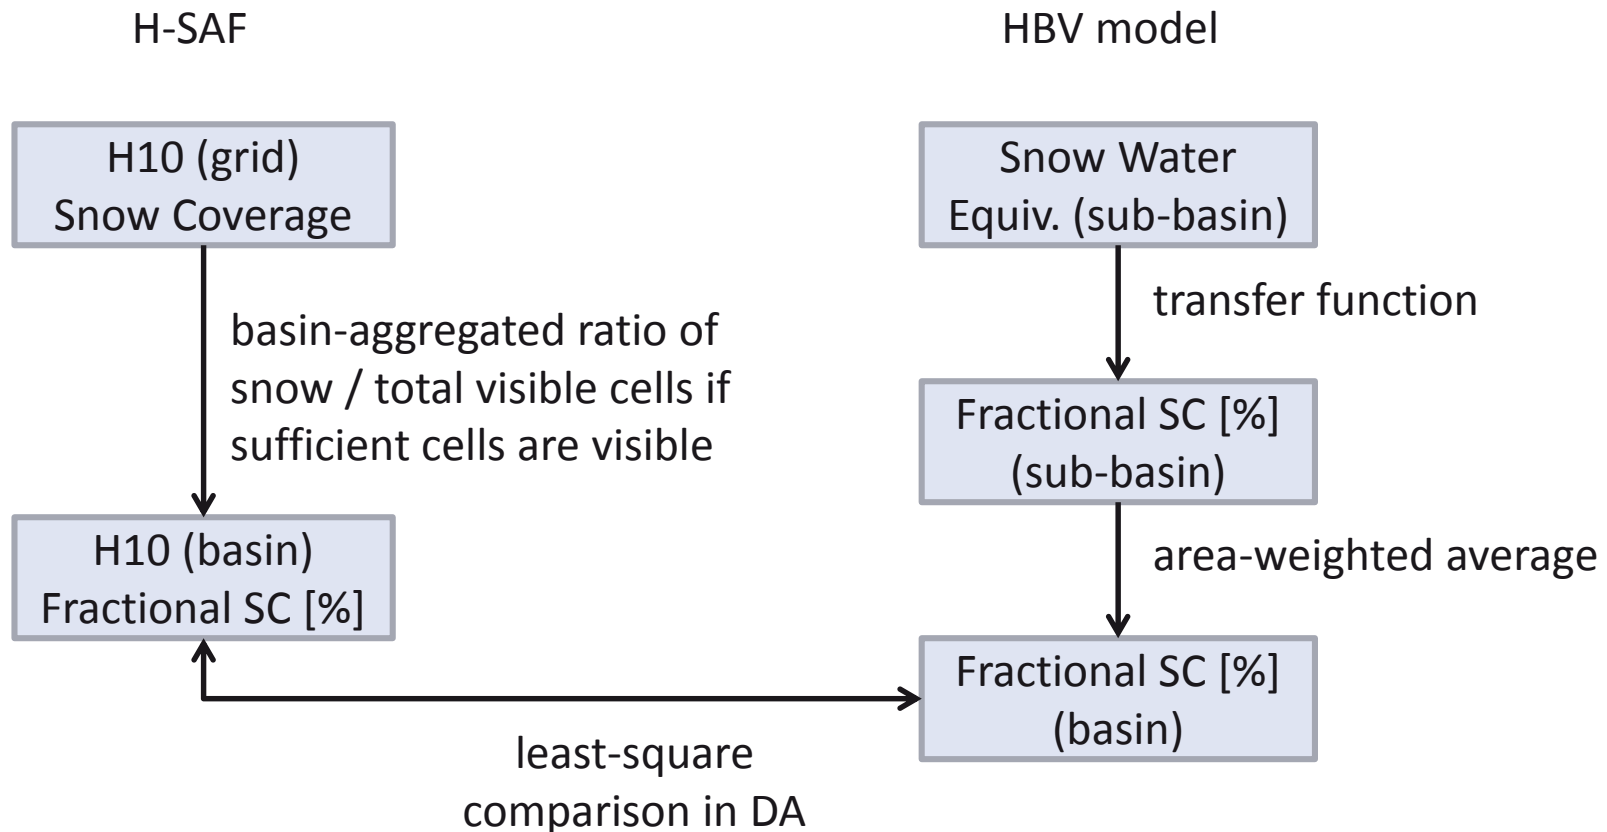 H-SAF
HBV model
H10 (grid)
Snow Coverage
Snow Water
Equiv. (sub-basin)
transfer function
basin-aggregated ratio of
snow / total visible cells if
sufficient cells are visible
Fractional SC [%]
(sub-basin)
H10 (basin)
Fractional SC [%]
area-weighted average
Fractional SC [%]
(basin)
least-square
comparison in DA